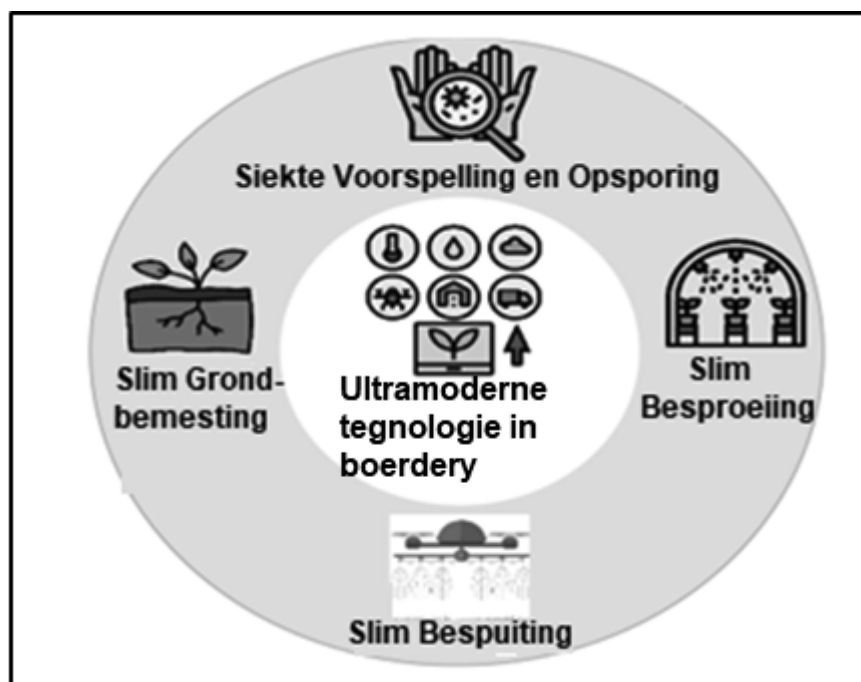 Siekte Voorspelling en Opsporing
Slim Grond-
bemesting
Ultramoderne
tegnologie in
boerdery
Slim
Besproeiing
Slim Bespuiting